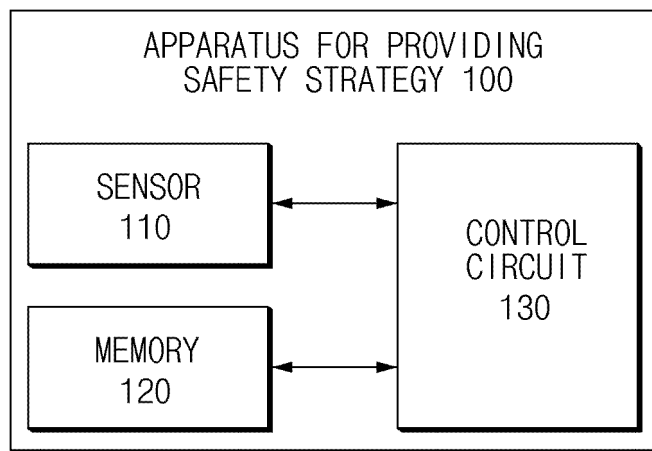 APPARATUS FOR PROVIDING
SAFETY STRATEGY 100
SENSOR
110
MEMORY
120
CONTROL
CIRCUIT
130